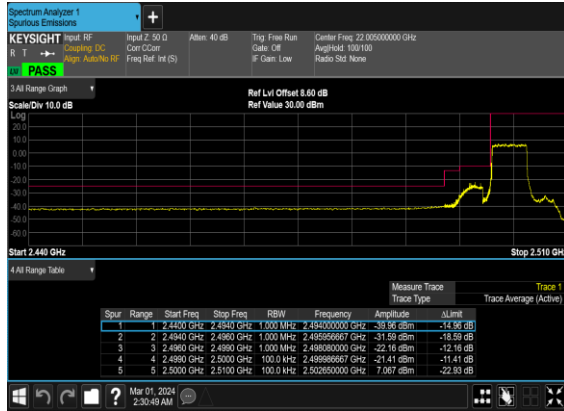 Spectrum Analyzer 1
Spurious Emissions
KEYSIGHT Input: RF Input Z: 50 Ω Atten: 40 dB Trig: Free Run Center Freq: 22.005000000 GHz
R T Coupling: DC Corr CCorr Gate: Off Avg|Hold: 100/100
Align: Auto/No RF Freq Ref: Int (S) IF Gain: Low Radio Std: None
LXI PASS
3 All Range Graph
Ref Lvl Offset 8.60 dB
Scale/Div 10.0 dB Ref Value 30.00 dBm
Log
20.0
10.0
0.00
-10.0
-20.0
-30.0
-40.0
-50.0
-60.0
Start 2.440 GHz Stop 2.510 GH
4 All Range Table
Measure Trace Trace 1
Trace Type Trace Average (Active)
Spur Range Start Freq Stop Freq RBW Frequency Amplitude ΔLimit
1 1 2.4400 GHz 2.4940 GHz 1.000 MHz 2.494000000 GHz -39.96 dBm -14.96 dB
2 2 2.4940 GHz 2.4960 GHz 1.000 MHz 2.495956667 GHz -31.59 dBm -18.59 dB
3 3 2.4960 GHz 2.4990 GHz 1.000 MHz 2.498080000 GHz -22.16 dBm -12.16 dB
4 4 2.4990 GHz 2.5000 GHz 100.0 kHz 2.499986667 GHz -21.41 dBm -11.41 dB
5 5 2.5000 GHz 2.5100 GHz 100.0 kHz 2.502650000 GHz 7.067 dBm -22.93 dB
? Mar 01, 2024
2:30:49 AM